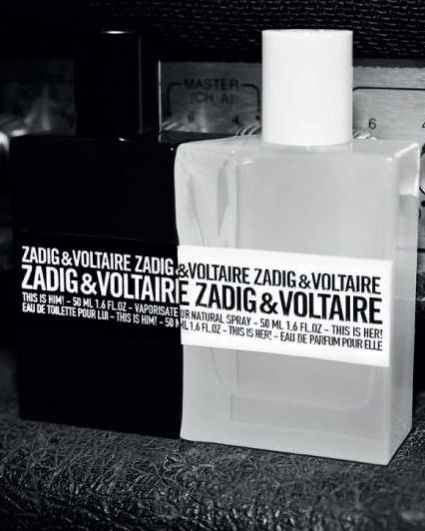 MASTER
(CH A)
6
4
6
ZADIG & VOLTAIRE ZADIG & VOLTAIRE ZADIG & VOLTAIRE
ZADIG & VOLTAIRE ZADIG & VOLTAIRE
THIS IS HIM! – 50 ML 1.6 FL.OZ – VAPORISATEUR NATURAL SPRAY – 50 ML 1.6 FL.OZ – THIS IS HER!
EAU DE TOILETTE POUR LUI – THIS IS HIM! – 50 ML 1.6 FL.OZ – THIS IS HER! – EAU DE PARFUM POUR ELLE